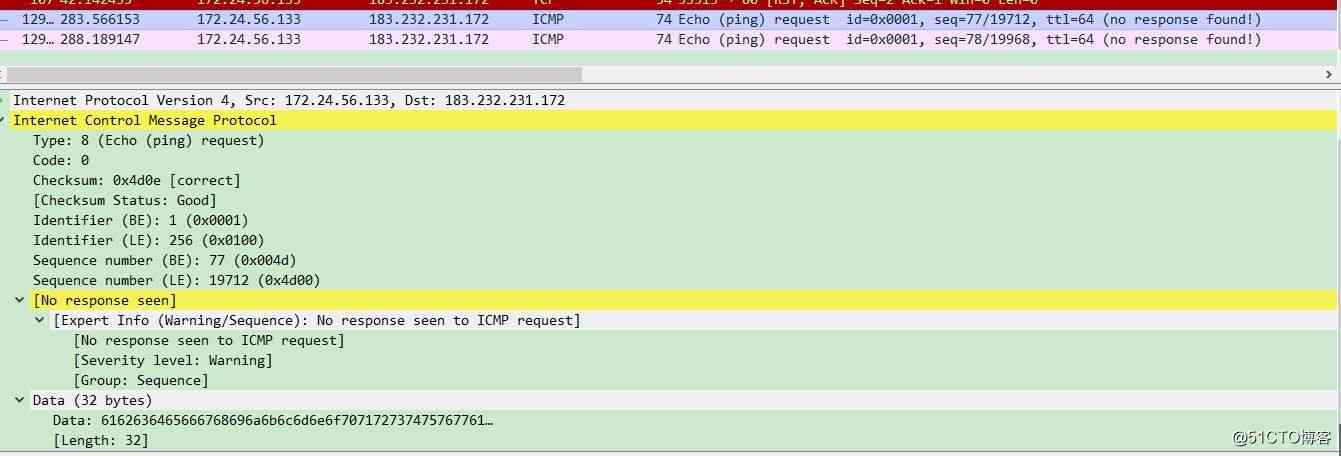 129… 283.566153 172.24.56.133 183.232.231.172 ICMP 74 Echo (ping) request id=0x0001, seq=77/19712, ttl=64 (no response found!)
129… 288.189147 172.24.56.133 183.232.231.172 ICMP 74 Echo (ping) request id=0x0001, seq=78/19968, ttl=64 (no response found!)
Internet Protocol Version 4, Src: 172.24.56.133, Dst: 183.232.231.172
Internet Control Message Protocol
Type: 8 (Echo (ping) request)
Code: 0
Checksum: 0x4d0e [correct]
[Checksum Status: Good]
Identifier (BE): 1 (0x0001)
Identifier (LE): 256 (0x0100)
Sequence number (BE): 77 (0x004d)
Sequence number (LE): 19712 (0x4d00)
[No response seen]
[Expert Info (Warning/Sequence): No response seen to ICMP request]
[No response seen to ICMP request]
[Severity level: Warning]
[Group: Sequence]
Data (32 bytes)
Data: 6162636465666768696a6b6c6d6e6f707172737475767761…
[Length: 32]
@51CTO博客